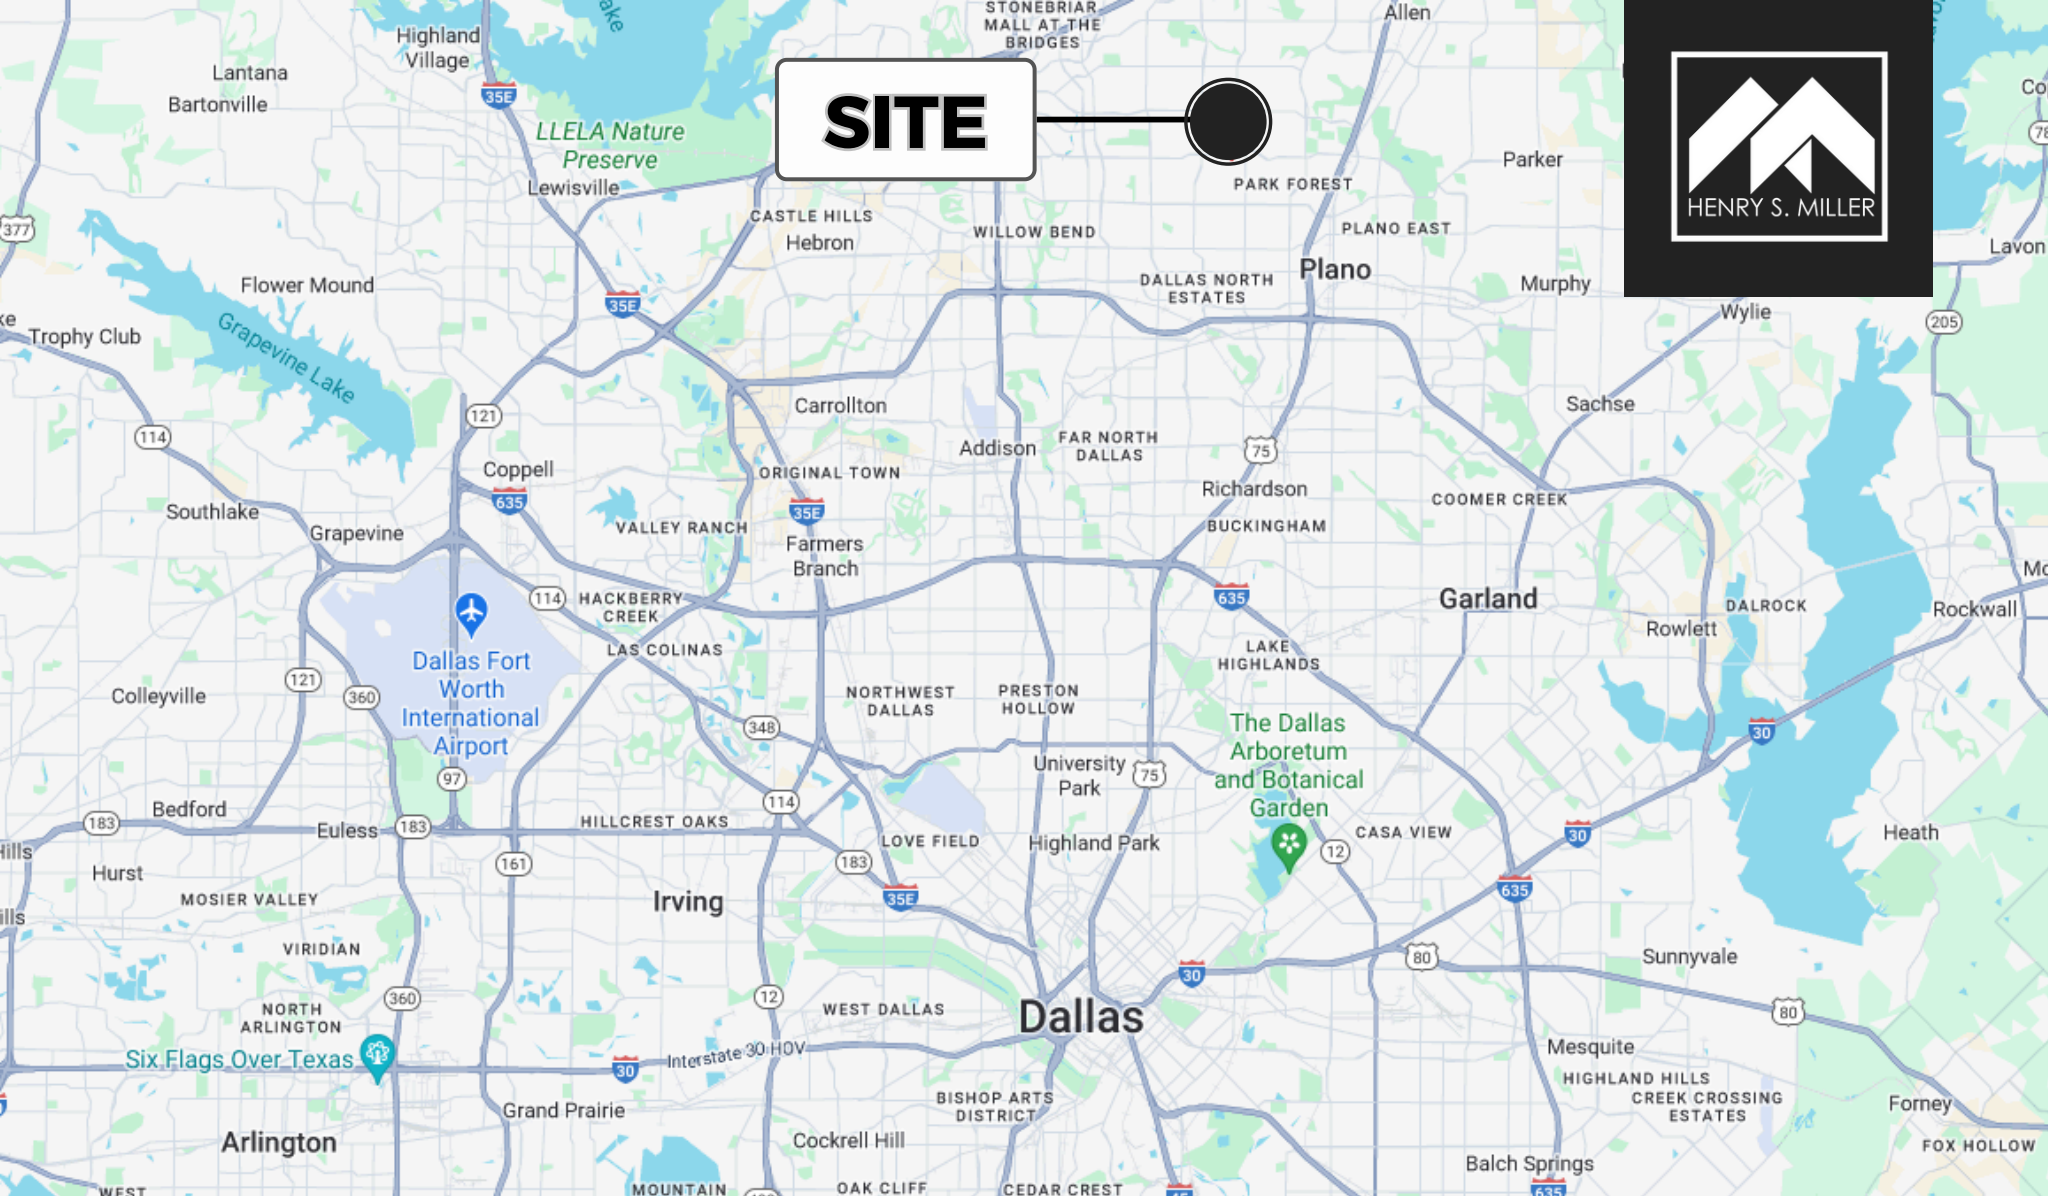 STONEBRIAR
MALL AT THE
BRIDGES
Allen
Highland
Village
Lantana
Bartonville
35E
SITE
LLELA Nature
Preserve
Lewisville
Parker
PARK FOREST
HENRY S. MILLER
78
377
CASTLE HILLS
Hebron
WILLOW BEND
PLANO EAST
Lavon
Plano
Flower Mound
DALLAS NORTH
ESTATES
Murphy
35E
Wylie
205
Trophy Club
Grapevine Lake
Carrollton
Sachse
121
114
Addison
FAR NORTH
DALLAS
75
Coppell
ORIGINAL TOWN
635
Richardson
COOMER CREEK
Southlake
35E
Grapevine
VALLEY RANCH
BUCKINGHAM
Farmers
Branch
114
HACKBERRY
CREEK
635
Garland
DALROCK
Rockwall
Rowlett
LAS COLINAS
LAKE
HIGHLANDS
Dallas Fort
Worth
International
Airport
121
360
Colleyville
NORTHWEST
DALLAS
PRESTON
HOLLOW
348
The Dallas
Arboretum
and Botanical
Garden
30
University
Park
75
97
114
Bedford
183
Euless
183
HILLCREST OAKS
LOVE FIELD
Highland Park
CASA VIEW
12
30
Heath
Hills
Hurst
161
183
635
MOSIER VALLEY
Irving
35E
ills
VIRIDIAN
80
Sunnyvale
30
360
12
NORTH
ARLINGTON
WEST DALLAS
Dallas
80
Six Flags Over Texas
Interstate 30 HOV
30
Mesquite
HIGHLAND HILLS
CREEK CROSSING
ESTATES
Grand Prairie
BISHOP ARTS
DISTRICT
Forney
Arlington
Cockrell Hill
FOX HOLLOW
Balch Springs
WEST
MOUNTAIN
OAK CLIFF
CEDAR CREST
45
635